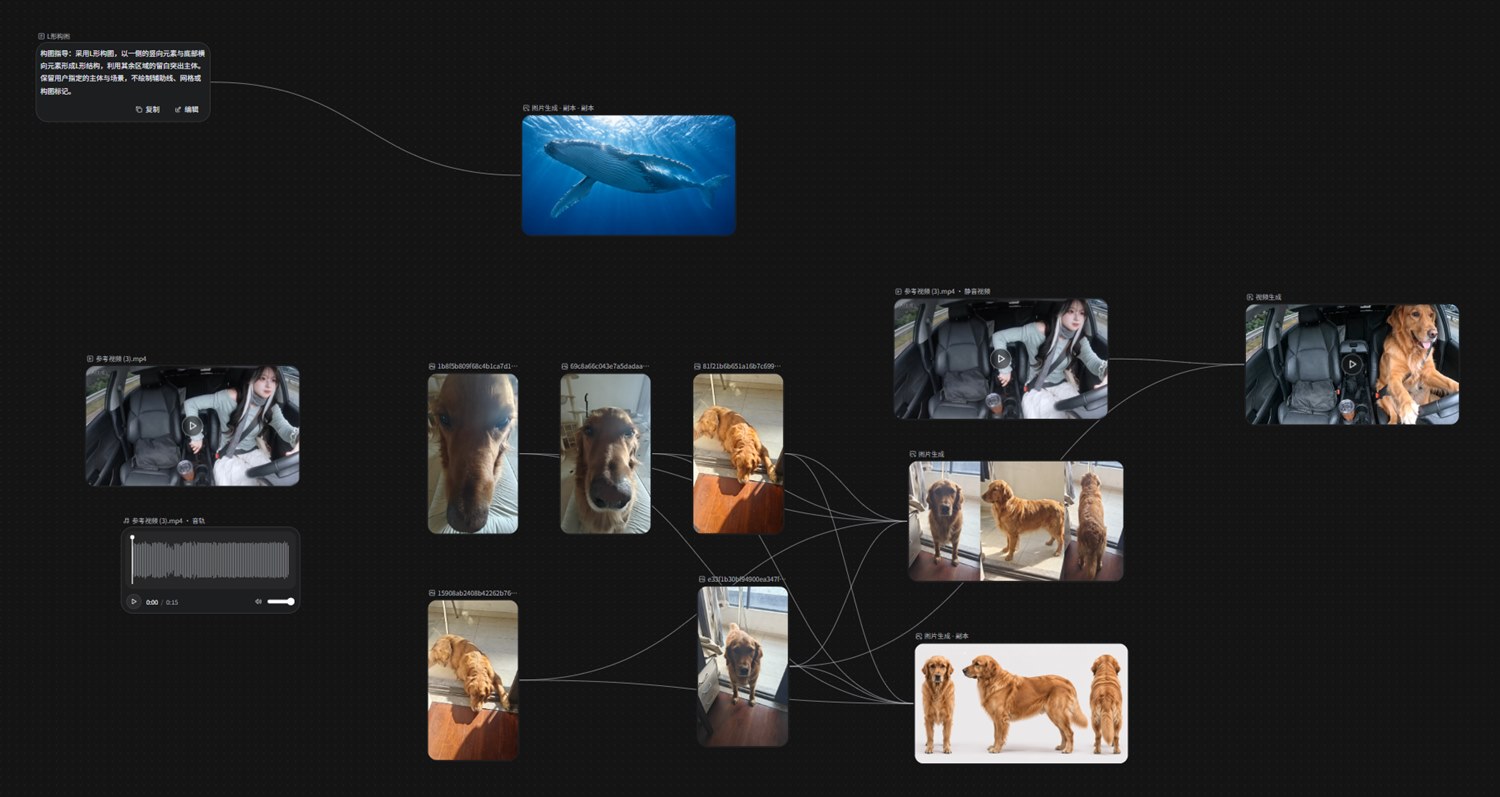 L形构图
构图指导：采用L形构图，以一侧的竖向元素与底部横
向元素形成L形结构，利用其余区域的留白突出主体。
保留用户指定的主体与场景，不绘制辅助线、网格或
构图标记。
复制 编辑
图片生成 · 副本 · 副本
参考视频 (3).mp4 · 静音视频
视频生成
参考视频 (3).mp4
1b8f5b809f68c4b1ca7d1···
69c8a66c043e7a5dadaa···
81f21b6b651a16b7c699···
图片生成
参考视频 (3).mp4 · 音轨
0:00 / 0:15
15908ab2408b42262b76···
图片生成 · 副本